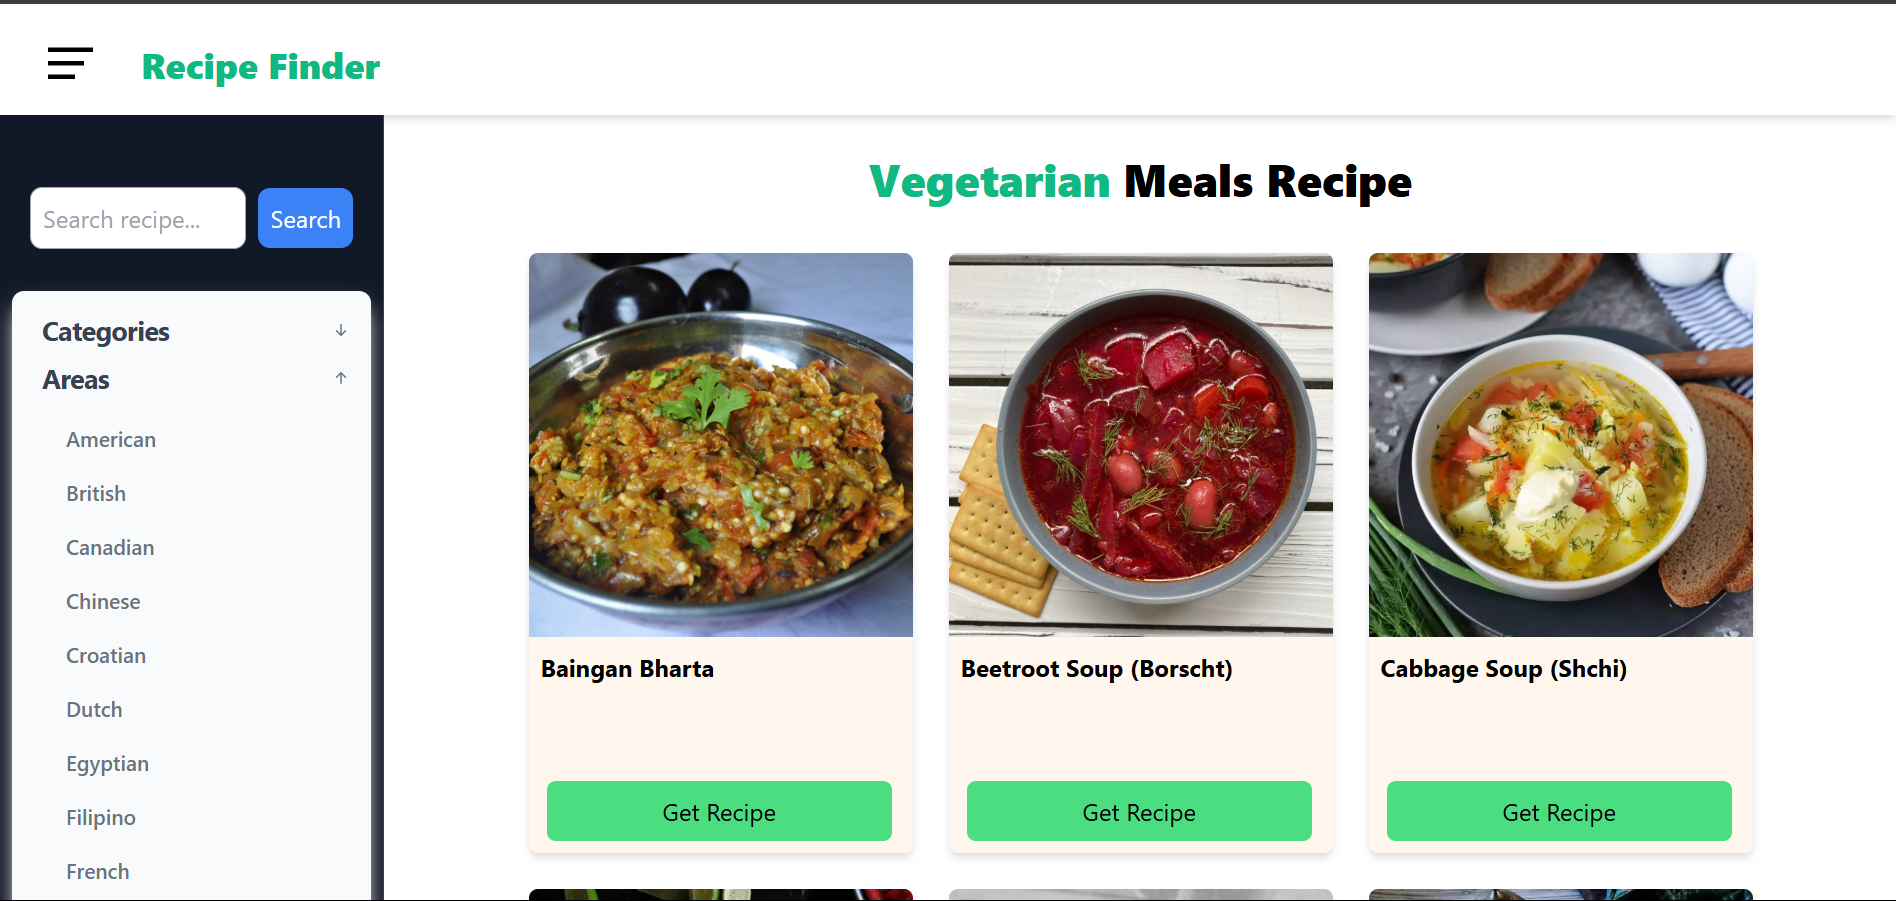 Recipe Finder
Search recipe...
Search
Categories
Areas
American
British
Canadian
Chinese
Croatian
Dutch
Egyptian
Filipino
French
Vegetarian Meals Recipe
Baingan Bharta
Get Recipe
Beetroot Soup (Borscht)
Get Recipe
Cabbage Soup (Shchi)
Get Recipe